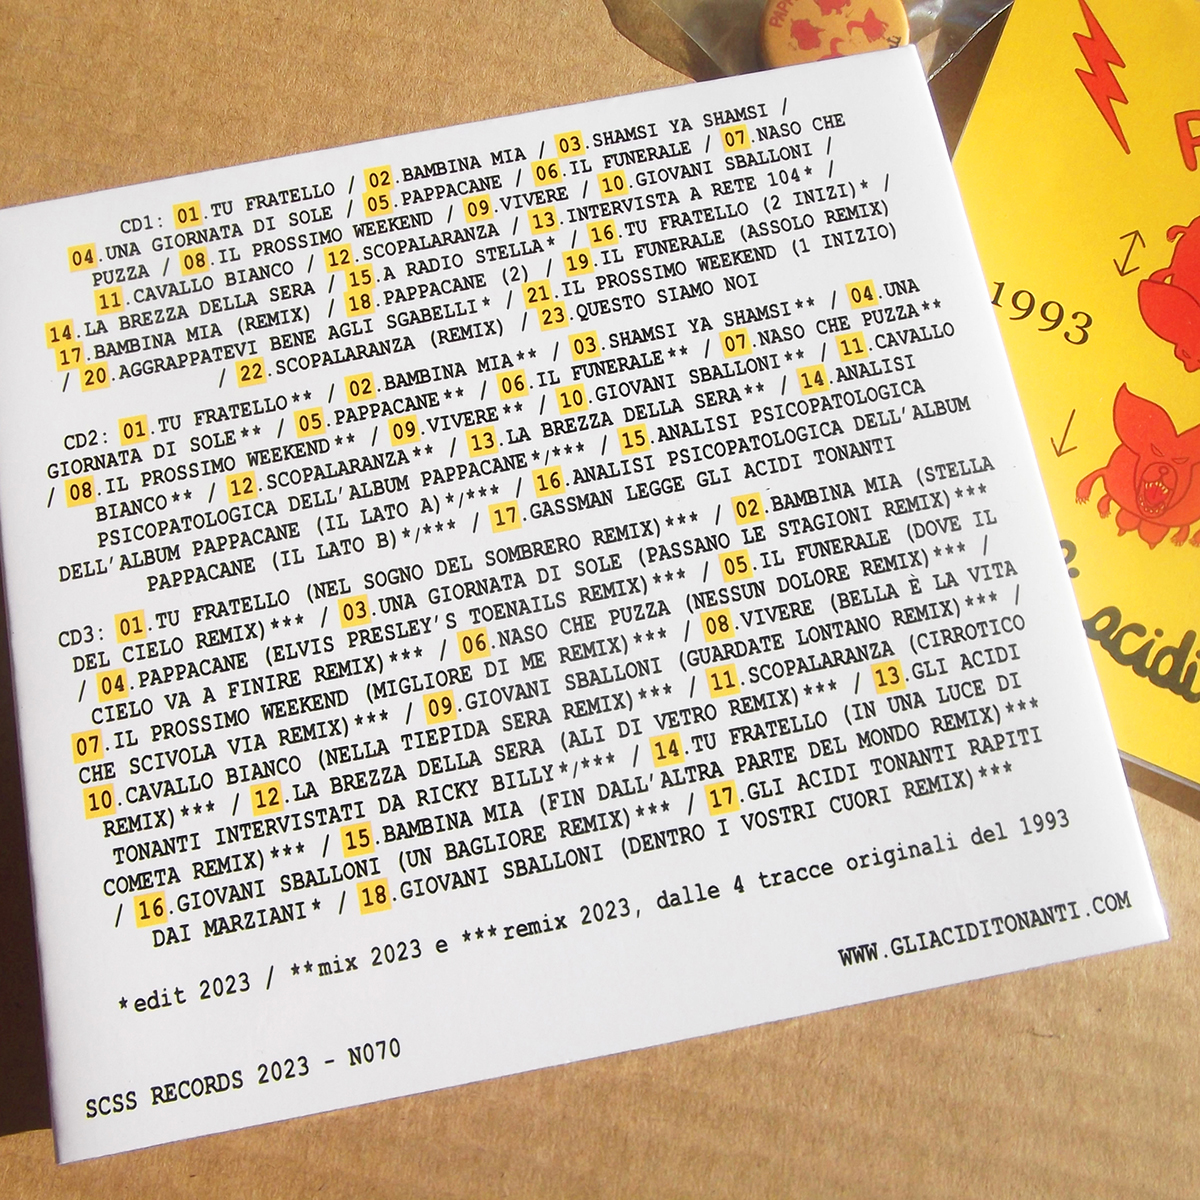 CD1: 01.TU FRATELLO / 02.BAMBINA MIA / 03.SHAMSI YA SHAMSI /
04.UNA GIORNATA DI SOLE / 05.PAPPACANE / 06.IL FUNERALE / 07.NASO CHE
PUZZA / 08.IL PROSSIMO WEEKEND / 09.VIVERE / 10.GIOVANI SBALLONI /
11.CAVALLO BIANCO / 12.SCOPALARANZA / 13.INTERVISTA A RETE 104* /
14.LA BREZZA DELLA SERA / 15.A RADIO STELLA* / 16.TU FRATELLO (2 INIZI)* /
17.BAMBINA MIA (REMIX) / 18.PAPPACANE (2) / 19.IL FUNERALE (ASSOLO REMIX)
/ 20.AGGRAPPATEVI BENE AGLI SGABELLI* / 21.IL PROSSIMO WEEKEND (1 INIZIO)
/ 22.SCOPALARANZA (REMIX) / 23.QUESTO SIAMO NOI
CD2: 01.TU FRATELLO** / 02.BAMBINA MIA** / 03.SHAMSI YA SHAMSI** / 04.UNA
GIORNATA DI SOLE** / 05.PAPPACANE** / 06.IL FUNERALE** / 07.NASO CHE PUZZA**
/ 08.IL PROSSIMO WEEKEND** / 09.VIVERE** / 10.GIOVANI SBALLONI** / 11.CAVALLO
BIANCO** / 12.SCOPALARANZA** / 13.LA BREZZA DELLA SERA** / 14.ANALISI
PSICOPATOLOGICA DELL'ALBUM PAPPACANE*/*** / 15.ANALISI PSICOPATOLOGICA
DELL'ALBUM PAPPACANE (IL LATO A)*/*** / 16.ANALISI PSICOPATOLOGICA DELL'ALBUM
PAPPACANE (IL LATO B)*/*** / 17.GASSMAN LEGGE GLI ACIDI TONANTI
CD3: 01.TU FRATELLO (NEL SOGNO DEL SOMBRERO REMIX)*** / 02.BAMBINA MIA (STELLA
DEL CIELO REMIX)*** / 03.UNA GIORNATA DI SOLE (PASSANO LE STAGIONI REMIX)***
/ 04.PAPPACANE (ELVIS PRESLEY'S TOENAILS REMIX)*** / 05.IL FUNERALE (DOVE IL
CIELO VA A FINIRE REMIX)*** / 06.NASO CHE PUZZA (NESSUN DOLORE REMIX)*** /
07.IL PROSSIMO WEEKEND (MIGLIORE DI ME REMIX)*** / 08.VIVERE (BELLA È LA VITA
CHE SCIVOLA VIA REMIX)*** / 09.GIOVANI SBALLONI (GUARDATE LONTANO REMIX)*** /
10.CAVALLO BIANCO (NELLA TIEPIDA SERA REMIX)*** / 11.SCOPALARANZA (CIRROTICO
REMIX)*** / 12.LA BREZZA DELLA SERA (ALI DI VETRO REMIX)*** / 13.GLI ACIDI
TONANTI INTERVISTATI DA RICKY BILLY*/*** / 14.TU FRATELLO (IN UNA LUCE DI
COMETA REMIX)*** / 15.BAMBINA MIA (FIN DALL'ALTRA PARTE DEL MONDO REMIX)***
/ 16.GIOVANI SBALLONI (UN BAGLIORE REMIX)*** / 17.GLI ACIDI TONANTI RAPITI
DAI MARZIANI* / 18.GIOVANI SBALLONI (DENTRO I VOSTRI CUORI REMIX)***
*edit 2023 / **mix 2023 e ***remix 2023, dalle 4 tracce originali del 1993
WWW.GLIACIDITONANTI.COM
SCSS RECORDS 2023 - N070
1993
acidi